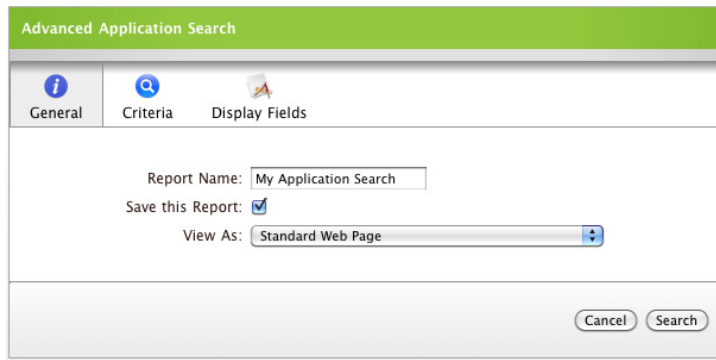 Advanced Application Search
General Criteria Display Fields
Report Name: My Application Search
Save this Report:
View As: Standard Web Page
Cancel Search